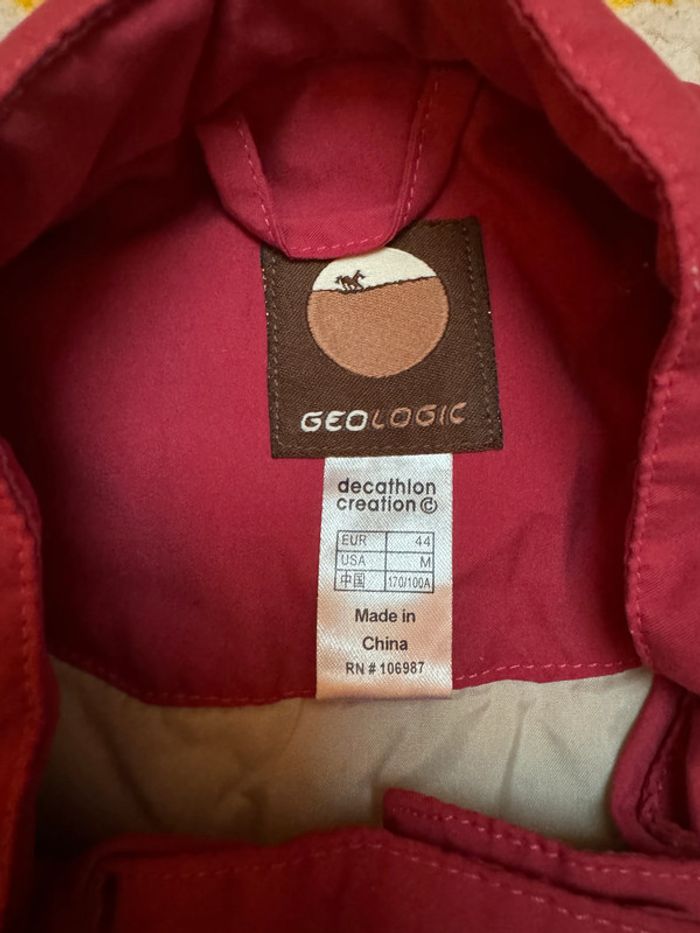 GEOLOGIC
decathlon
creation ©
EUR 44
USA M
中国 170/100A
Made in
China
RN # 106987